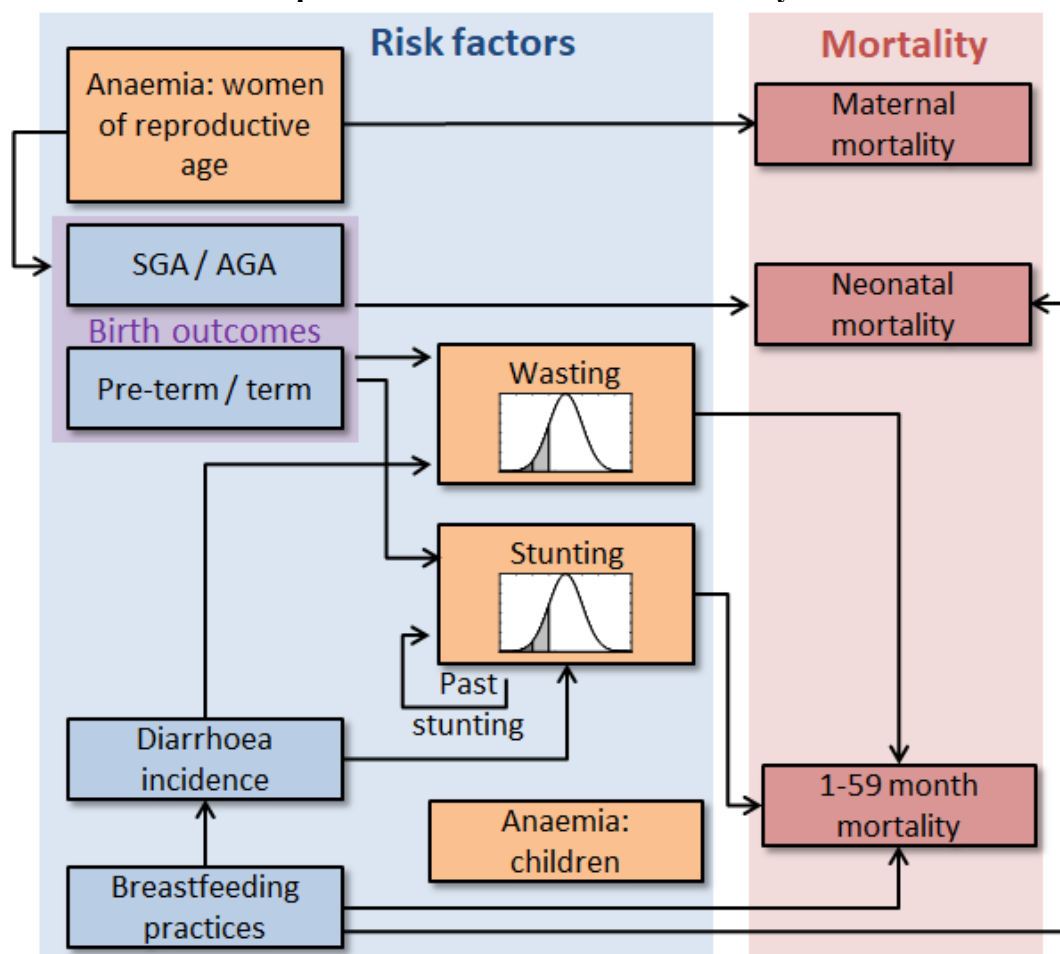 Risk factors
Mortality
Anaemia: women
of reproductive
age
Maternal
mortality
SGA / AGA
Birth outcomes
Pre-term / term
Neonatal
mortality
Wasting
Stunting
Past
stunting
Diarrhoea
incidence
Anaemia:
children
1-59 month
mortality
Breastfeeding
practices